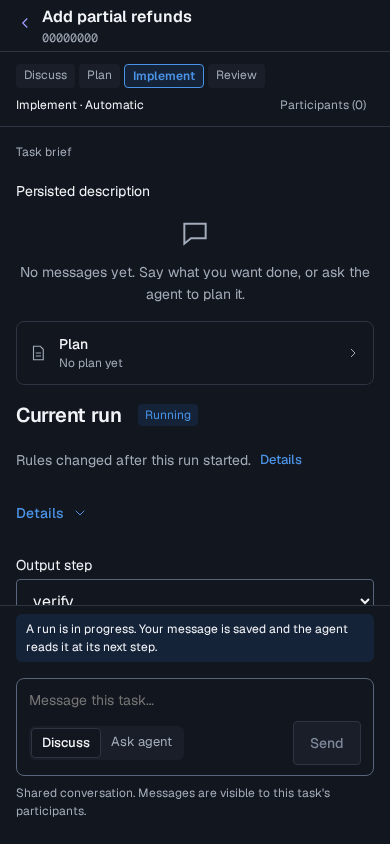 Add partial refunds
00000000
Discuss Plan Implement Review
Implement · Automatic Participants (0)
Task brief
Persisted description
No messages yet. Say what you want done, or ask the
agent to plan it.
Plan
No plan yet
Current run Running
Rules changed after this run started. Details
Details
Output step
verify
A run is in progress. Your message is saved and the agent
reads it at its next step.
Message this task...
Discuss Ask agent Send
Shared conversation. Messages are visible to this task's
participants.